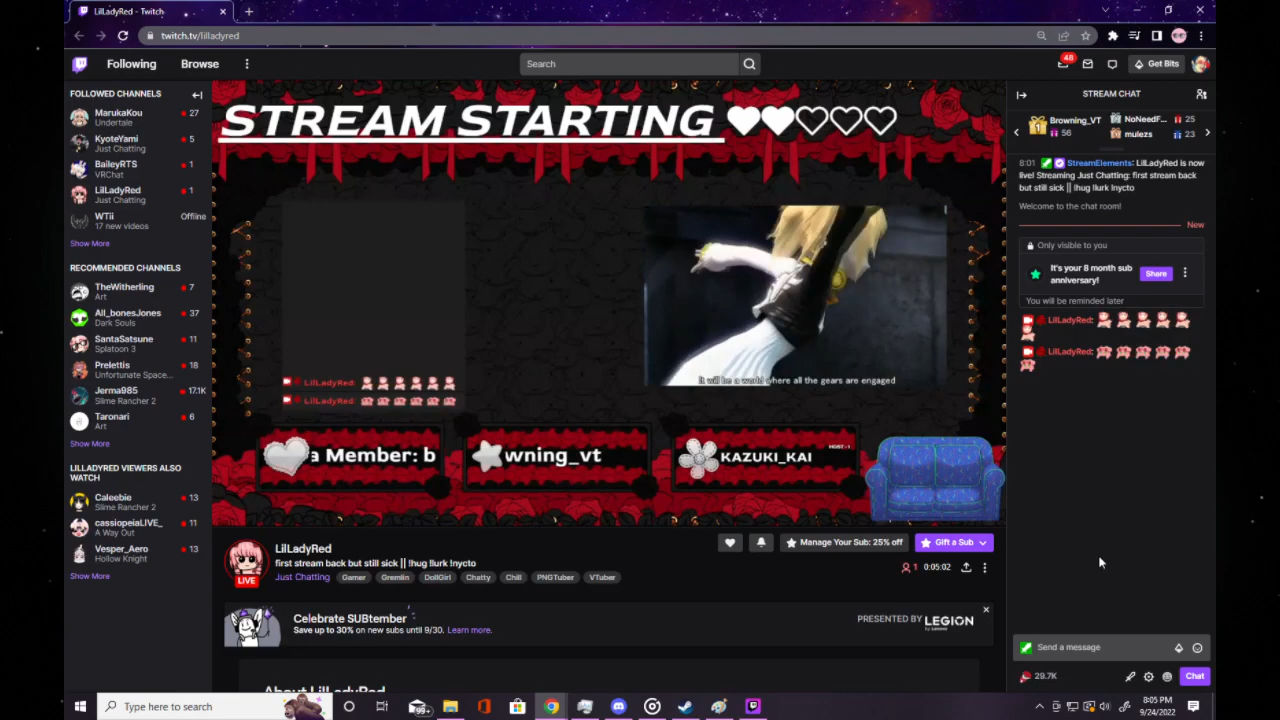 LilLadyRed - Twitch
twitch.tv/lilladyred
Following
Browse
Search
48
Get Bits
FOLLOWED CHANNELS
MarukaKou
27
Undertale
KyoteYami
5
Just Chatting
BaileyRTS
1
VRChat
LilLadyRed
1
Just Chatting
WTii
Offline
17 new videos
Show More
RECOMMENDED CHANNELS
TheWitherling
7
Art
All_bonesJones
37
Dark Souls
SantaSatsune
11
Splatoon 3
Prelettis
18
Unfortunate Space...
Jerma985
17.1K
Slime Rancher 2
Taronari
6
Art
Show More
LILLADYRED VIEWERS ALSO
WATCH
Caleebie
13
Slime Rancher 2
cassiopeiaLIVE_
11
A Way Out
Vesper_Aero
13
Hollow Knight
Show More
STREAM STARTING
It will be a world where all the gears are engaged
LilLadyRed:
LilLadyRed:
a Member: b
wning_vt
HOST - 1
KAZUKI_KAI
LIVE
LilLadyRed
first stream back but still sick || !hug !lurk !nycto
Just Chatting
Gamer
Gremlin
DollGirl
Chatty
Chill
PNGTuber
VTuber
Manage Your Sub: 25% off
Gift a Sub
1
0:05:02
Celebrate SUBtember
Save up to 30% on new subs until 9/30. Learn more.
PRESENTED BY LEGION
by Lenovo
About LilLadyRed
STREAM CHAT
1
Browning_VT
56
NoNeedF...
25
mulezs
23
8:01 StreamElements: LilLadyRed is now
live! Streaming Just Chatting: first stream back
but still sick || !hug !lurk !nycto
Welcome to the chat room!
New
Only visible to you
It's your 8 month sub
anniversary!
Share
You will be reminded later
LilLadyRed:
LilLadyRed:
Send a message
29.7K
Chat
Type here to search
99+
8:05 PM
9/24/2022